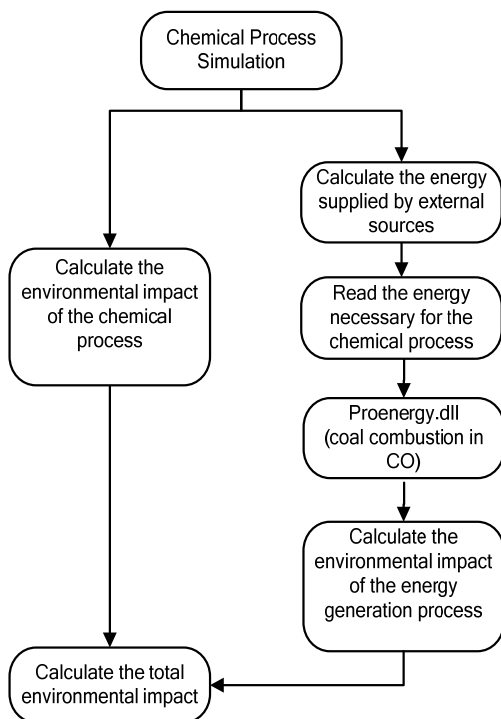 Chemical Process
Simulation
Calculate the energy
supplied by external
sources
Calculate the
environmental impact
of the chemical
process
Read the energy
necessary for the
chemical process
Proenergy.dll
(coal combustion in
CO)
Calculate the
environmental impact
of the energy
generation process
Calculate the total
environmental impact